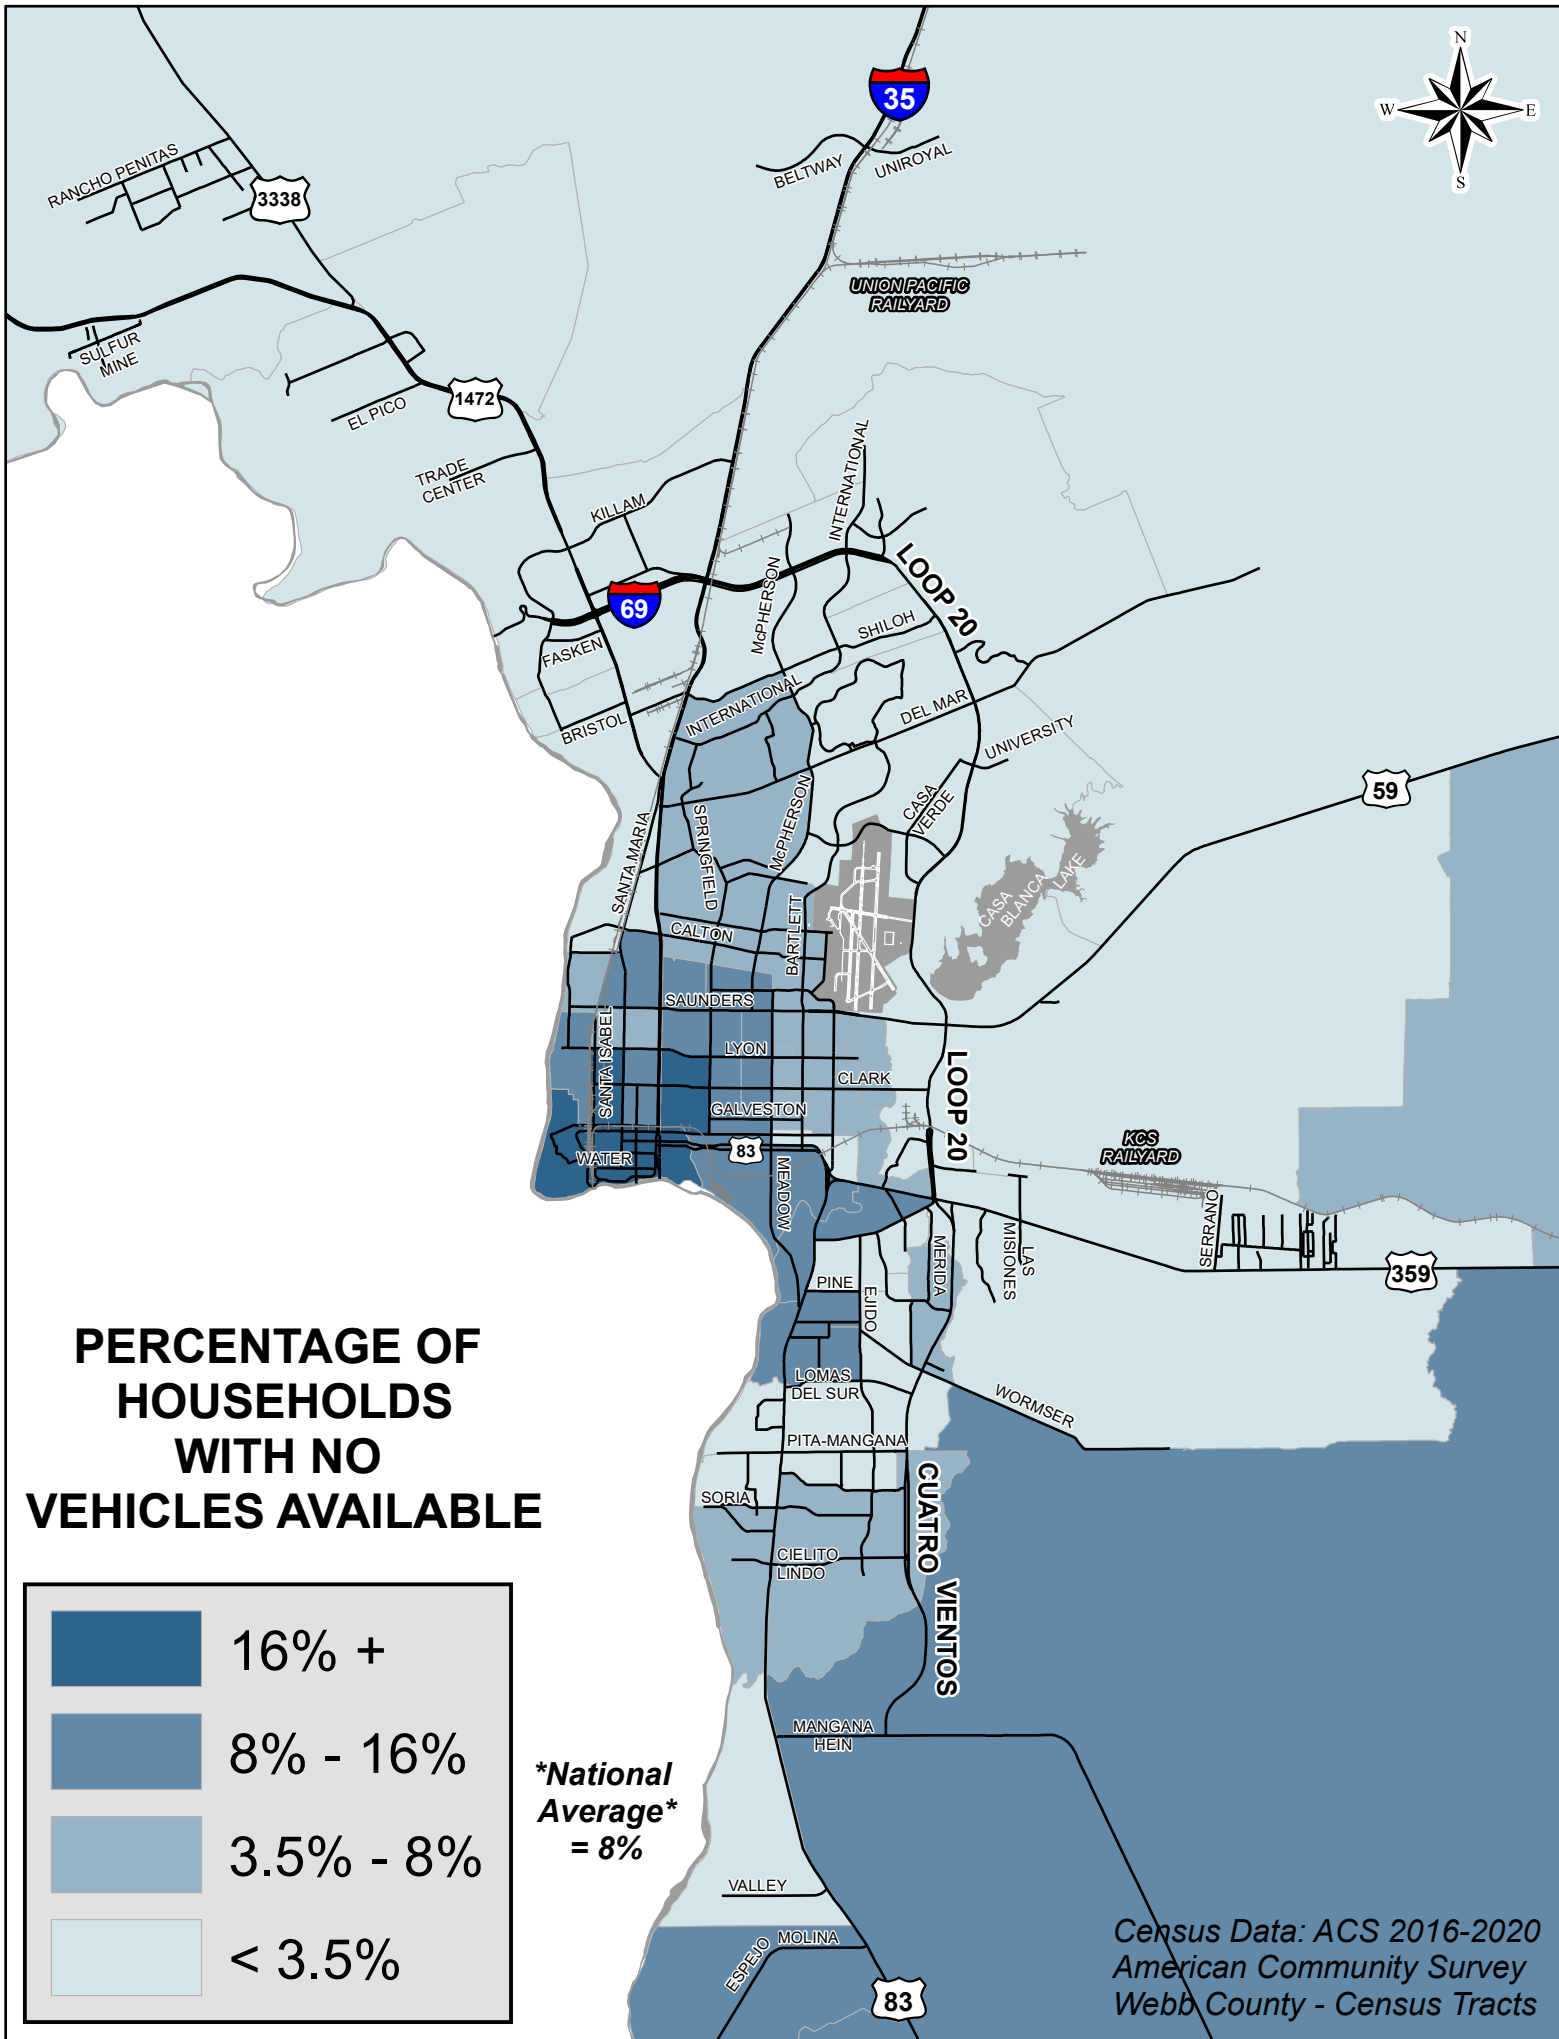 N
W
E
S
35
RANCHO PENITAS
3338
BELTWAY
UNIROYAL
UNION PACIFIC
RAILYARD
SULFUR
MINE
EL PICO
1472
TRADE
CENTER
KILLAM
INTERNATIONAL
McPHERSON
LOOP 20
69
SHILOH
FASKEN
INTERNATIONAL
BRISTOL
DEL MAR
UNIVERSITY
59
CASA
VERDE
SANTA MARIA
SPRINGFIELD
McPHERSON
CASA
BLANCA
LAKE
CALTON
BARTLETT
SAUNDERS
SANTA ISABEL
LYON
CLARK
LOOP 20
GALVESTON
83
WATER
MEADOW
KCS
RAILYARD
SERRANO
MERIDA
LAS
MISIONES
359
PINE
EJIDO
LOMAS
DEL SUR
WORMSER
PITA-MANGANA
SORIA
CUATRO VIENTOS
CIELITO
LINDO
MANGANA
HEIN
VALLEY
MOLINA
ESPEJO
83
PERCENTAGE OF
HOUSEHOLDS
WITH NO
VEHICLES AVAILABLE
16% +
8% - 16%
3.5% - 8%
< 3.5%
*National
Average*
= 8%
Census Data: ACS 2016-2020
American Community Survey
Webb County - Census Tracts